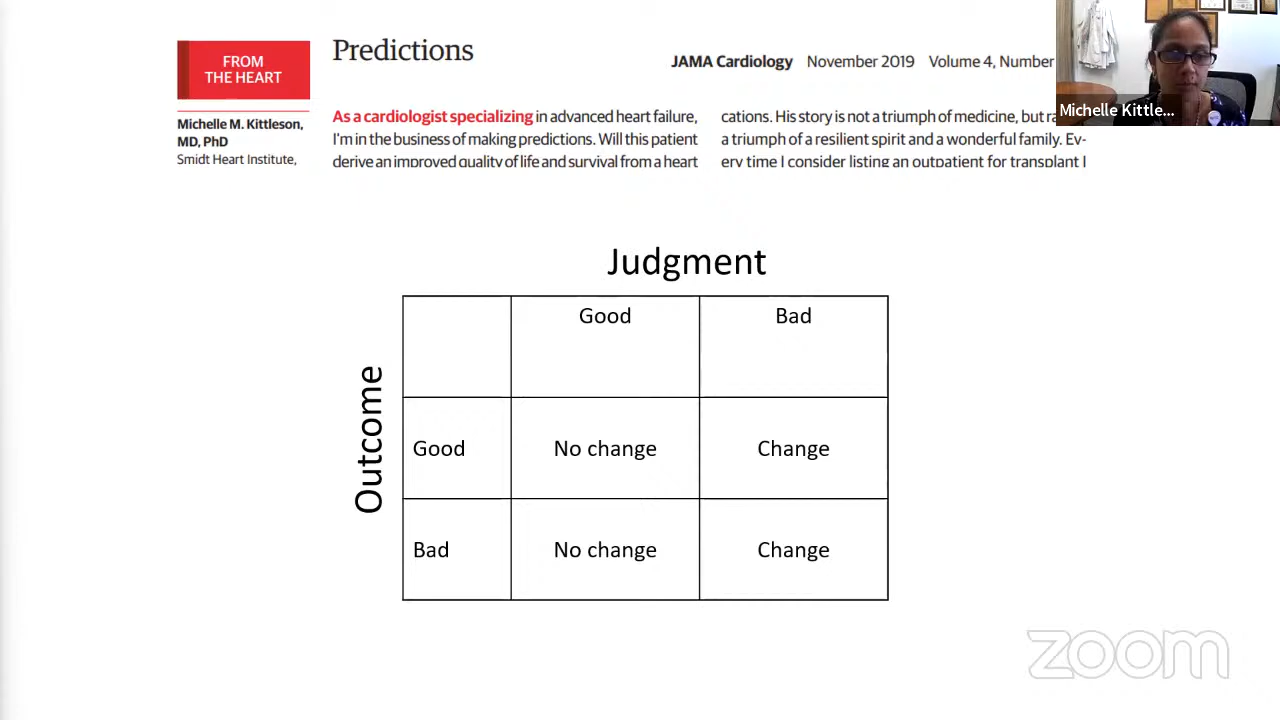 FROM
THE HEART
Predictions
JAMA Cardiology November 2019 Volume 4, Number
Michelle Kittle...
Michelle M. Kittleson,
MD, PhD
Smidt Heart Institute,
As a cardiologist specializing in advanced heart failure,
I'm in the business of making predictions. Will this patient
derive an improved quality of life and survival from a heart
cations. His story is not a triumph of medicine, but
a triumph of a resilient spirit and a wonderful family. Ev-
ery time I consider listing an outpatient for transplant I
Judgment
Outcome
Good Bad
Good No change Change
Bad No change Change
zoom